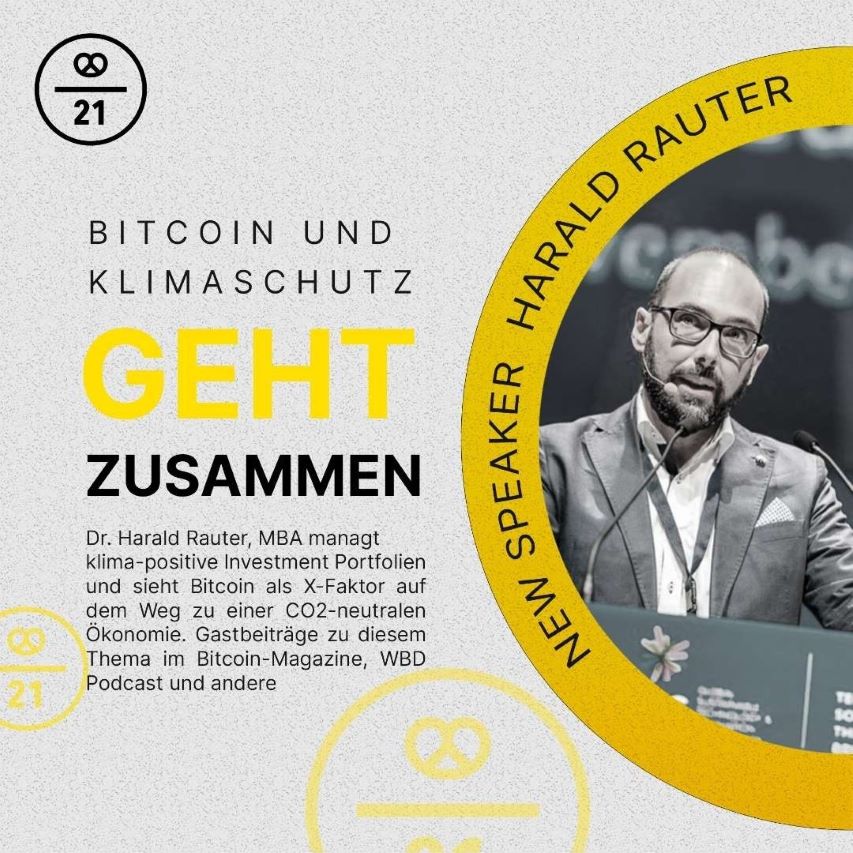 21
BITCOIN UND
KLIMASCHUTZ
GEHT
ZUSAMMEN
Dr. Harald Rauter, MBA managt
klima-positive Investment Portfolien
und sieht Bitcoin als X-Faktor auf
dem Weg zu einer CO2-neutralen
Ökonomie. Gastbeiträge zu diesem
Thema im Bitcoin-Magazine, WBD
Podcast und andere
NEW SPEAKER HARALD RAUTER
21
21